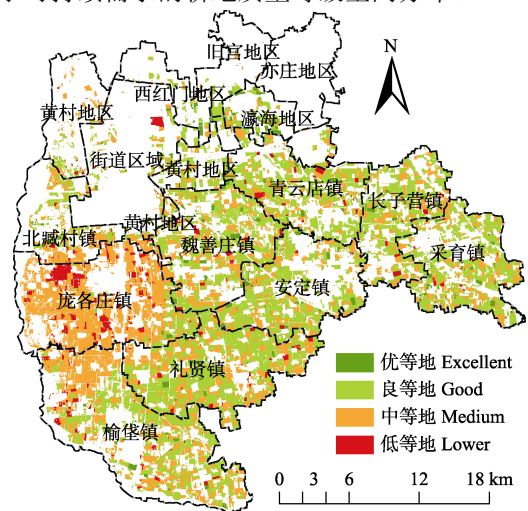 旧宫地区
亦庄地区
N
西红门地区
黄村地区
瀛海地区
街道区域
黄村地区
青云店镇
长子营镇
北臧村镇
黄村地区
魏善庄镇
采育镇
庞各庄镇
安定镇
礼贤镇
榆垡镇
优等地 Excellent
良等地 Good
中等地 Medium
低等地 Lower
0 3 6 12 18 km